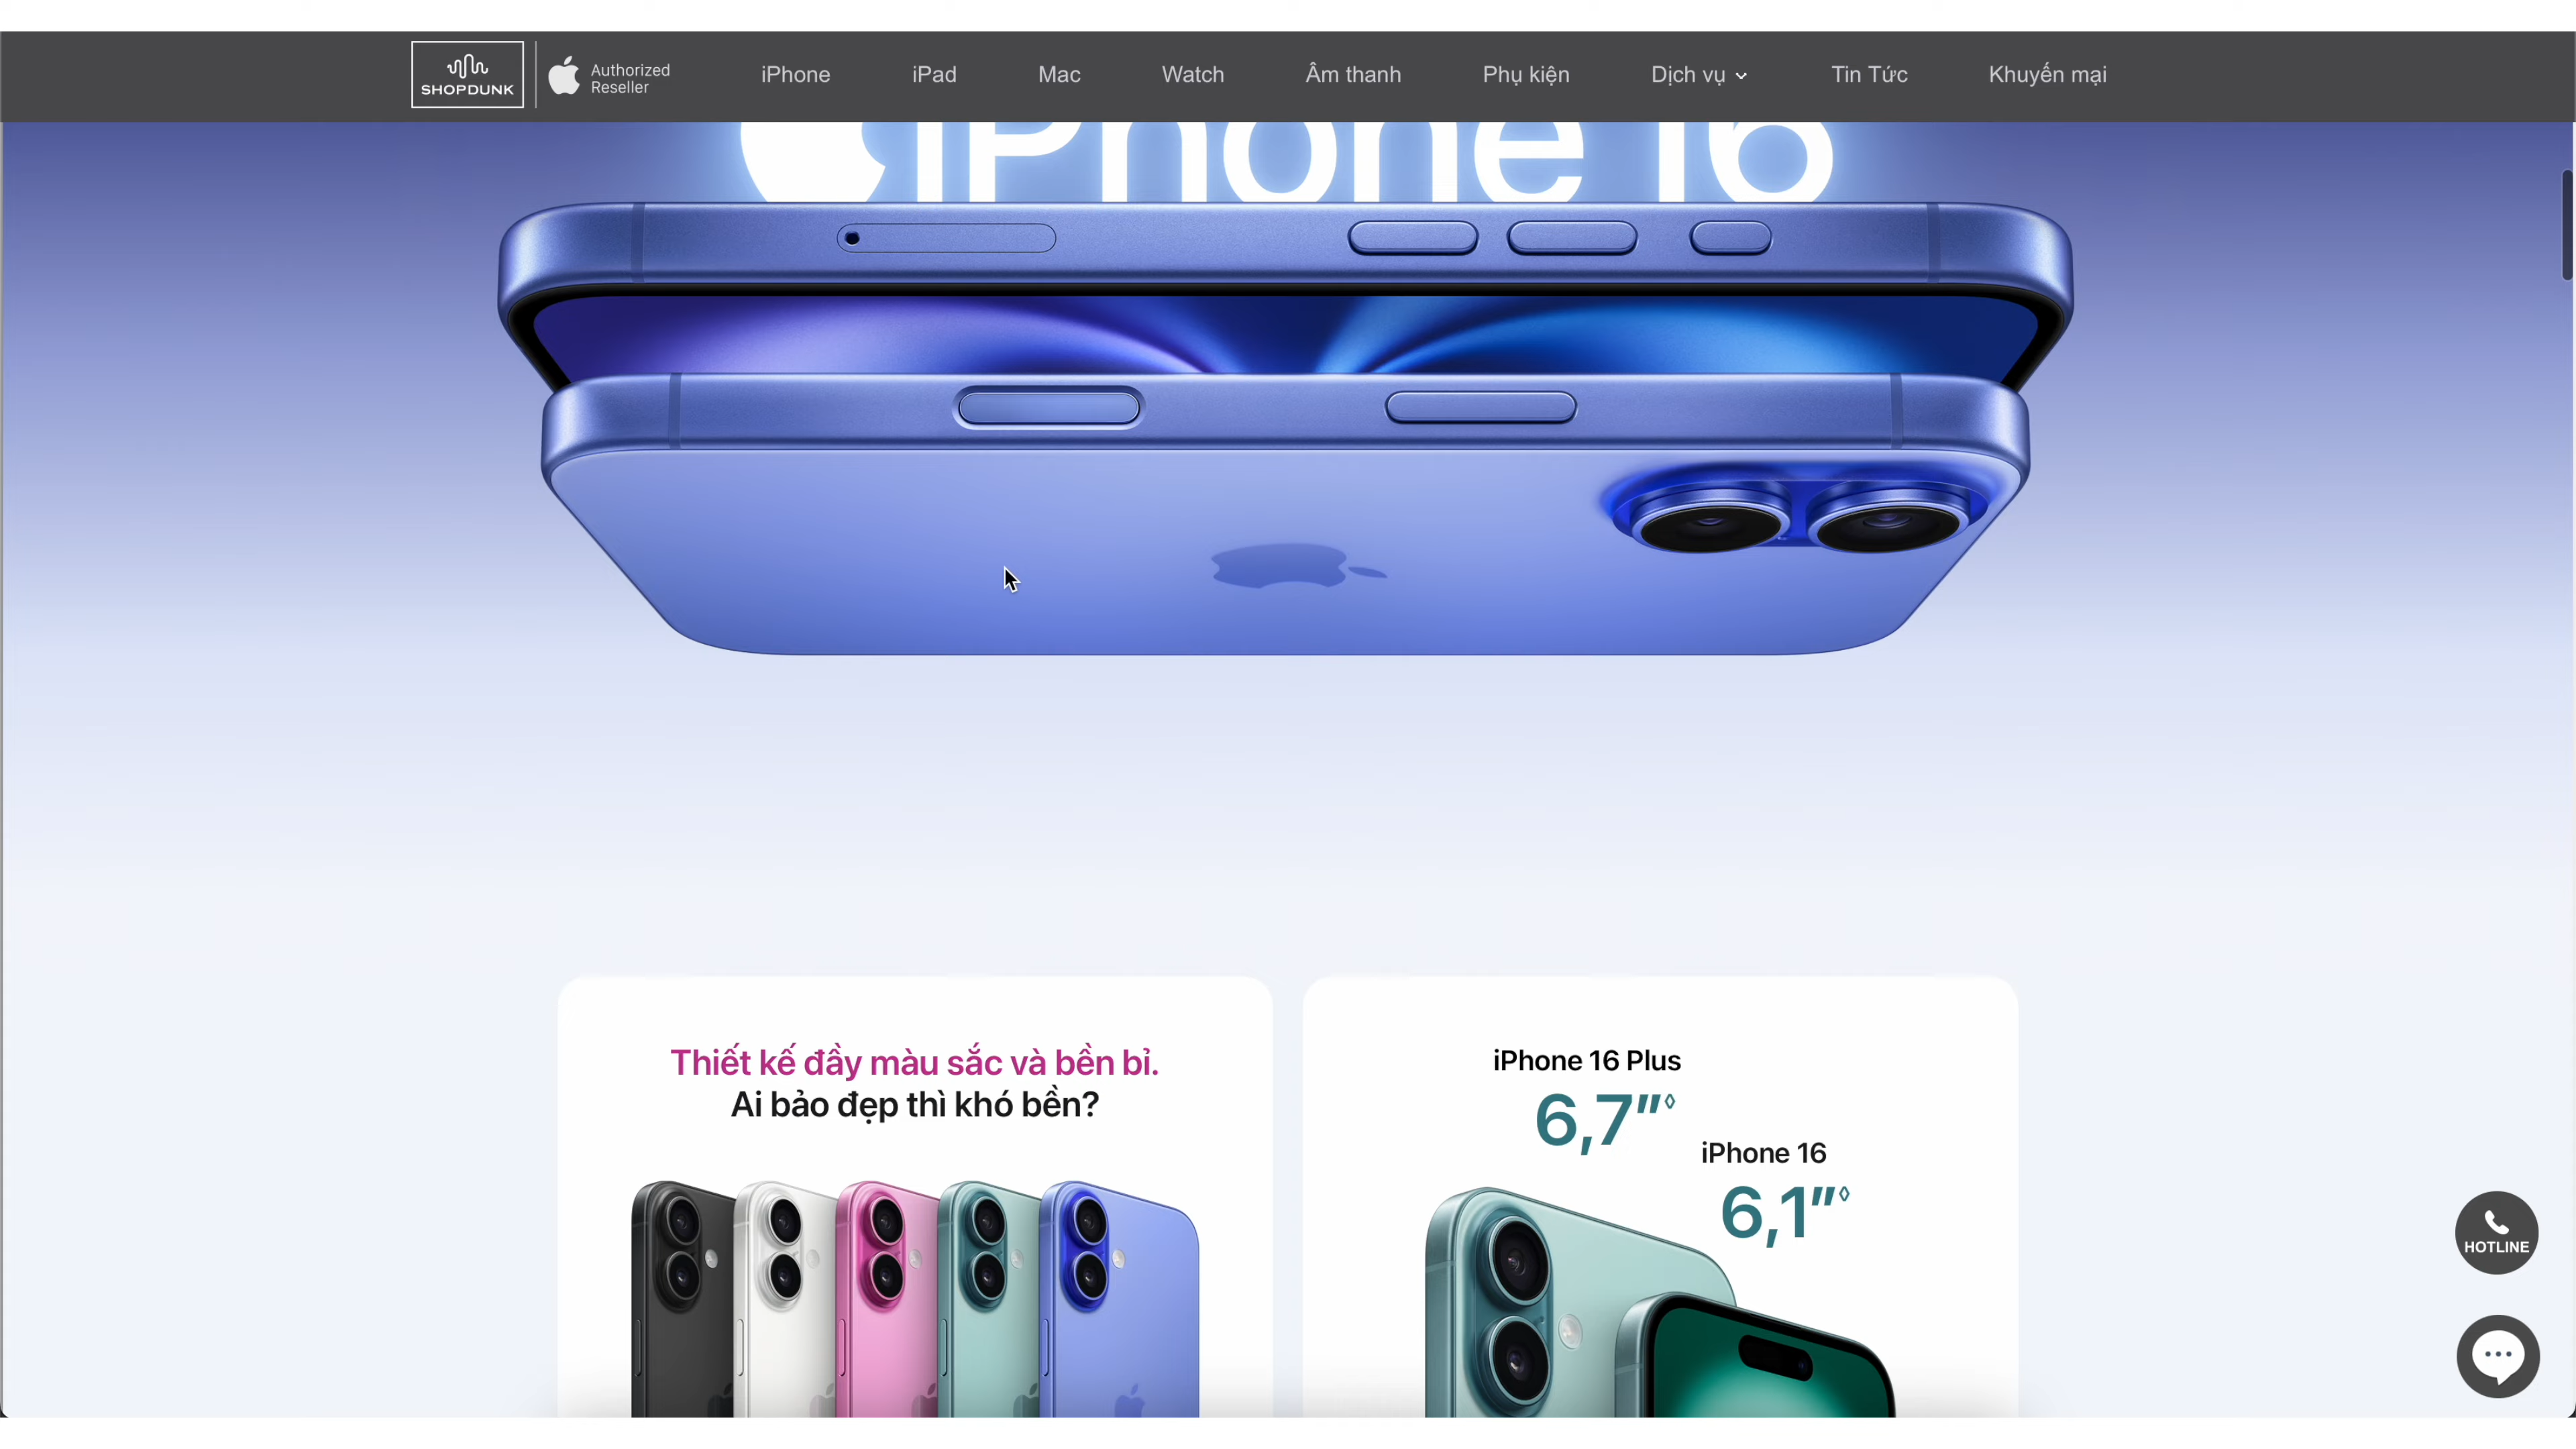 SHOPDUNK
Authorized
Reseller
iPhone
iPad
Mac
Watch
Âm thanh
Phụ kiện
Dịch vụ
Tin Tức
Khuyến mại
iPhone 16
Thiết kế đầy màu sắc và bền bỉ.
Ai bảo đẹp thì khó bền?
iPhone 16 Plus
6,7″◊
iPhone 16
6,1″◊
HOTLINE